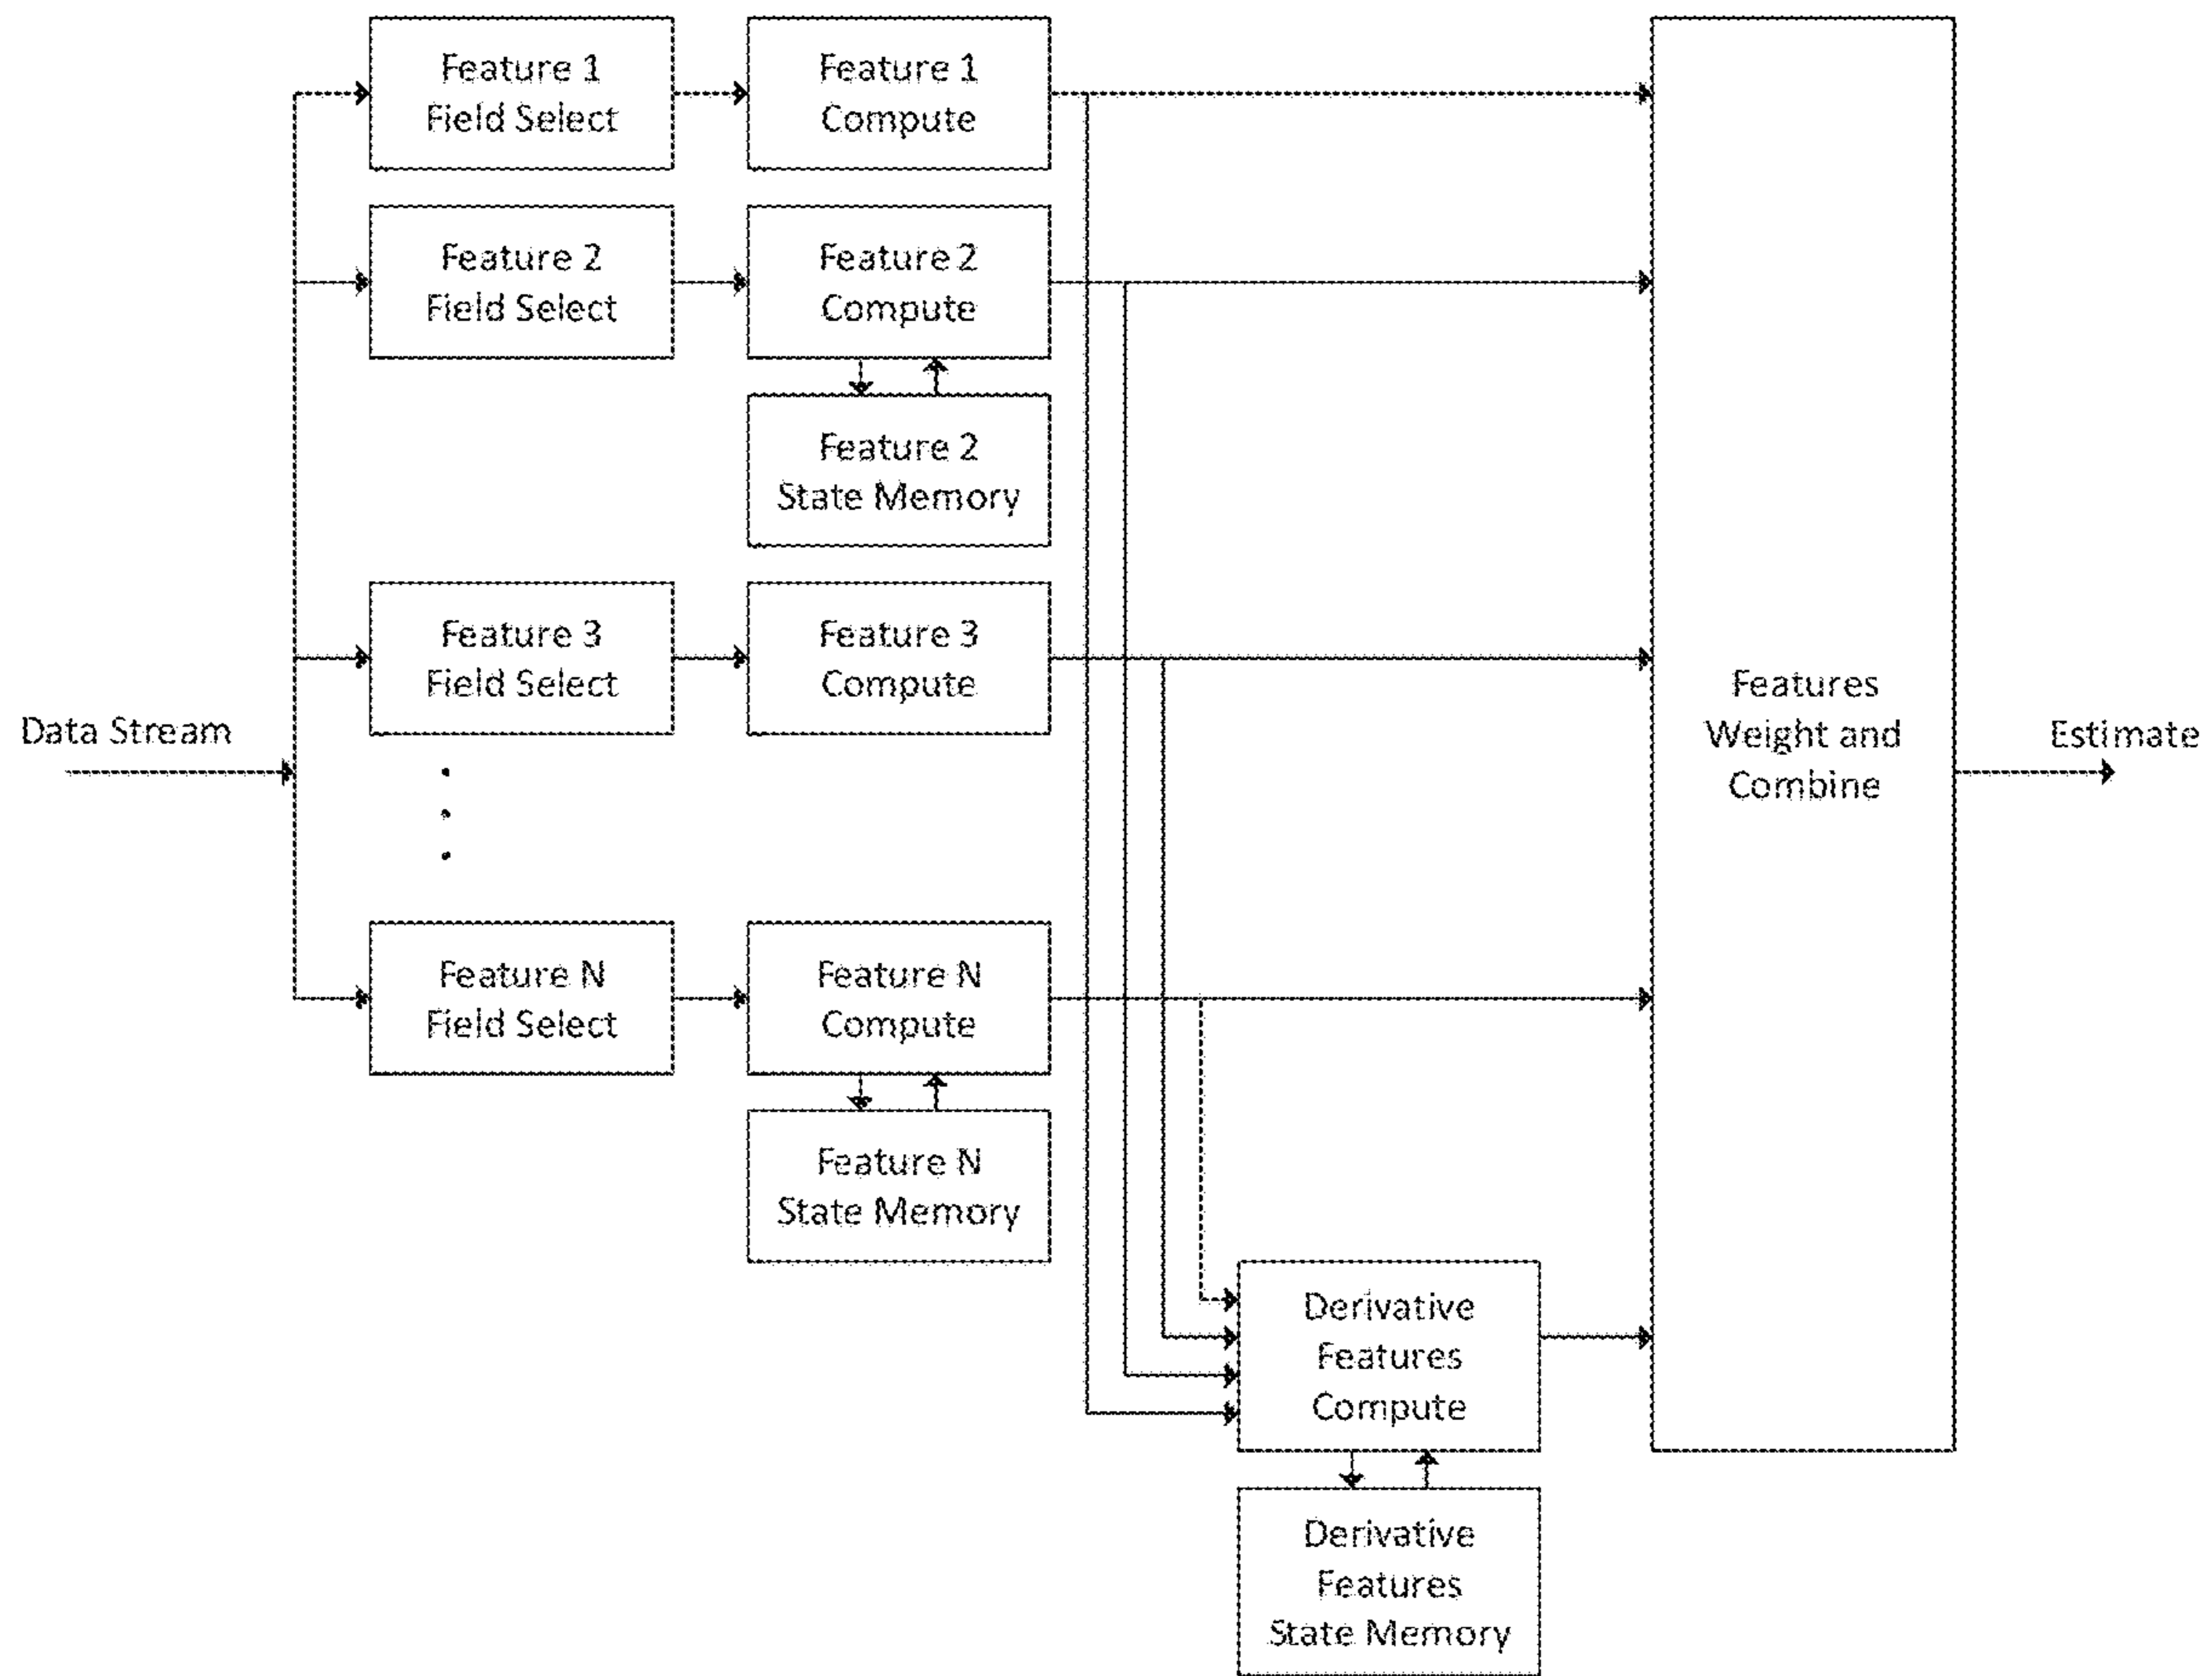 Feature 1
Field Select
Feature 1
Compute
Feature 2
Field Select
Feature 2
Compute
Feature 2
State Memory
Feature 3
Field Select
Feature 3
Compute
Data Stream
Features
Weight and
Combine
Estimate
Feature N
Field Select
Feature N
Compute
Feature N
State Memory
Derivative
Features
Compute
Derivative
Features
State Memory